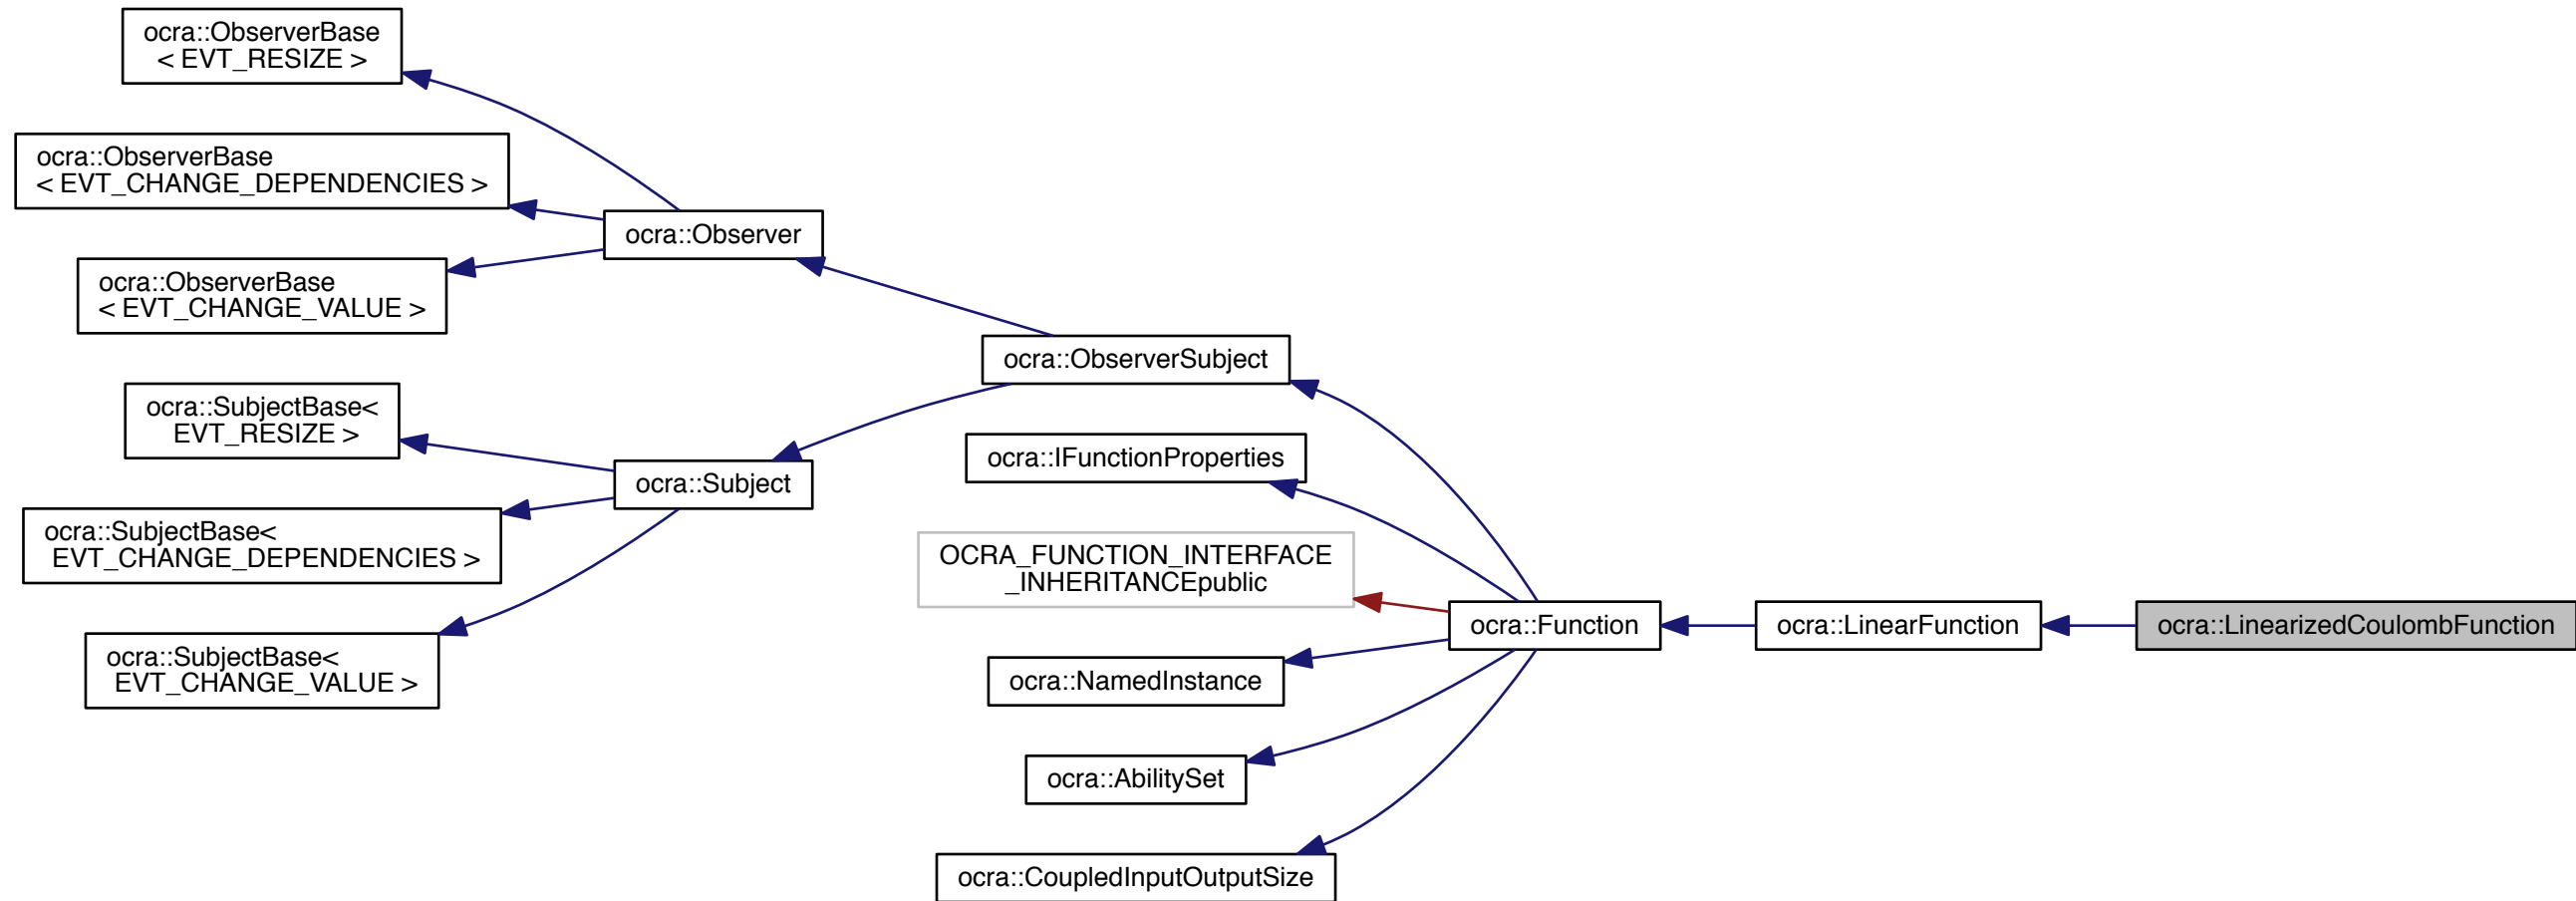 ocra::ObserverBase
< EVT_RESIZE >
ocra::ObserverBase
< EVT_CHANGE_DEPENDENCIES >
ocra::Observer
ocra::ObserverBase
< EVT_CHANGE_VALUE >
ocra::ObserverSubject
ocra::SubjectBase<
EVT_RESIZE >
ocra::IFunctionProperties
ocra::Subject
ocra::SubjectBase<
EVT_CHANGE_DEPENDENCIES >
OCRA_FUNCTION_INTERFACE
_INHERITANCEpublic
ocra::Function
ocra::LinearFunction
ocra::LinearizedCoulombFunction
ocra::SubjectBase<
EVT_CHANGE_VALUE >
ocra::NamedInstance
ocra::AbilitySet
ocra::CoupledInputOutputSize